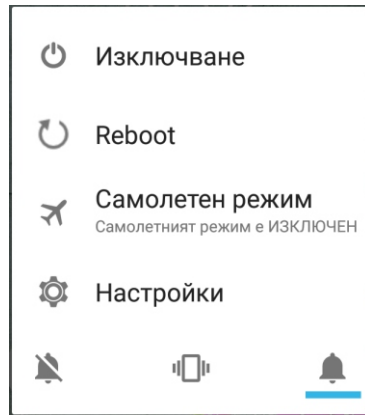 Изключване
Reboot
Самолетен режим
Самолетният режим е ИЗКЛЮЧЕН
Настройки